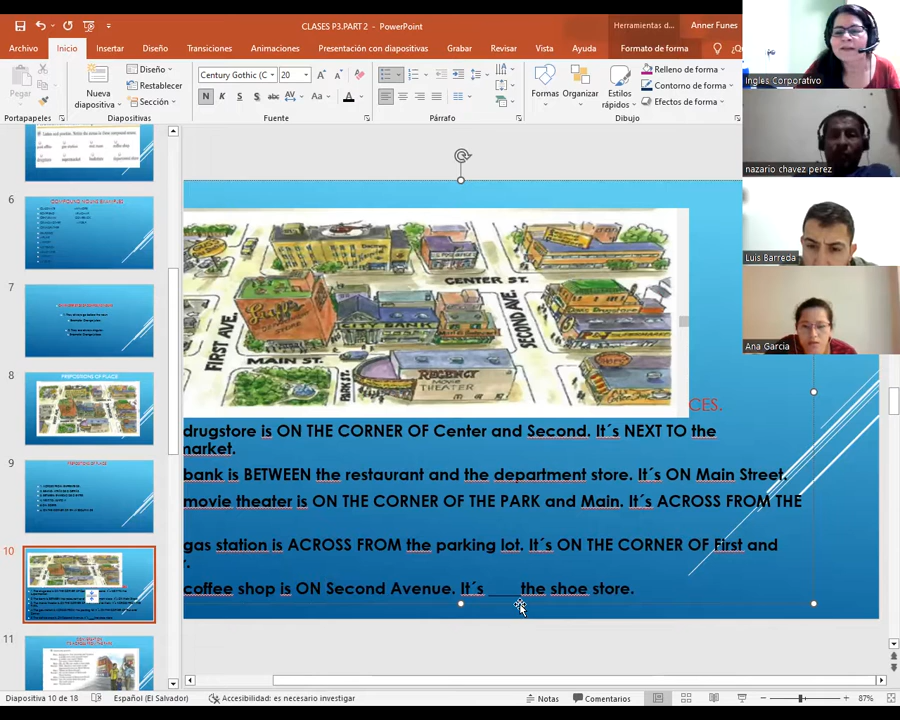 CLASES P3.PART 2 - PowerPoint
Herramientas d...
Anner Funes
Archivo
Inicio
Insertar
Diseño
Transiciones
Animaciones
Presentación con diapositivas
Grabar
Revisar
Vista
Ayuda
Formato de forma
Pegar
Nueva
diapositiva
Diseño
Restablecer
Sección
Century Gothic (C
20
N K S S abc AV Aa A
Formas
Organizar
Estilos
rápidos
Relleno de forma
Contorno de forma
Efectos de forma
Portapapeles
Diapositivas
Fuente
Párrafo
Dibujo
Ingles Corporativo
nazario chavez perez
Luis Barreda
Ana Garcia
6
7
8
PREPOSITIONS OF PLACE
9
10
11
CENTER ST.
FIRST AVE.
SECOND AVE.
BANK
MAIN ST.
PARK ST.
REGENCY
MOVIE
THEATER
CES.
drugstore is ON THE CORNER OF Center and Second. It´s NEXT TO the
market.
bank is BETWEEN the restaurant and the department store. It´s ON Main Street.
movie theater is ON THE CORNER OF THE PARK and Main. It´s ACROSS FROM THE
gas station is ACROSS FROM the parking lot. It´s ON THE CORNER OF First and
coffee shop is ON Second Avenue. It´s ____ the shoe store.
Diapositiva 10 de 18
Español (El Salvador)
Accesibilidad: es necesario investigar
Notas
Comentarios
87%